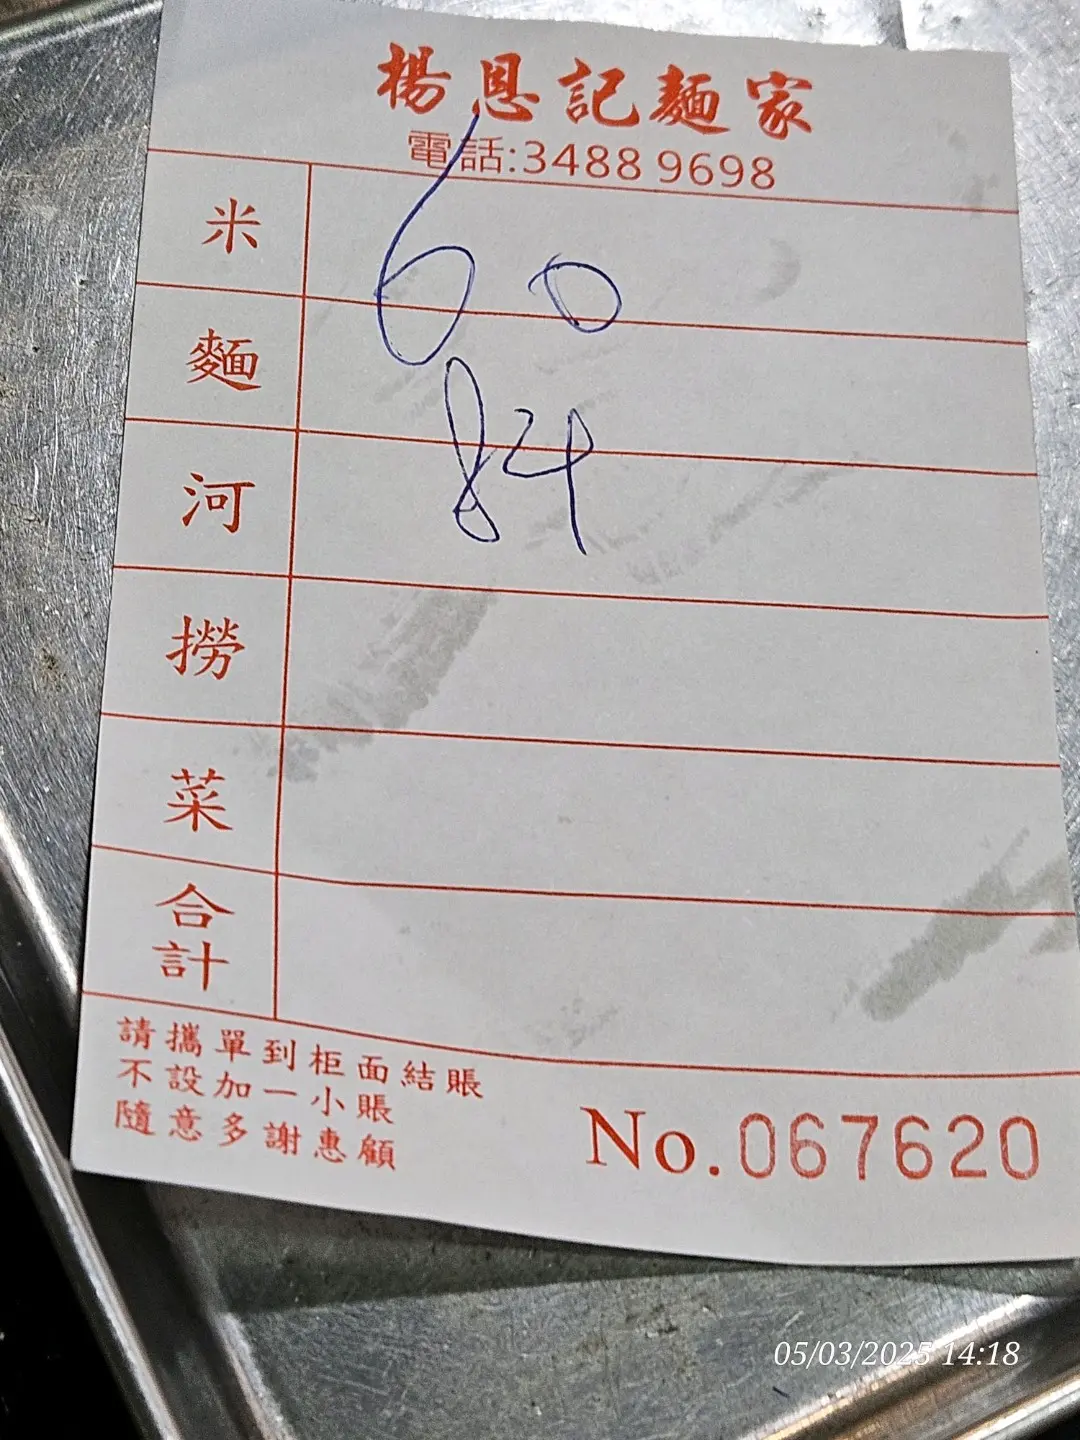 楊恩記麵家
電話:3488 9698
米
60
麵
84
河
撈
菜
合計
請攜單到柜面結賬
不設加一小賬
隨意多謝惠顧
No. 067620
05/03/2025 14:18